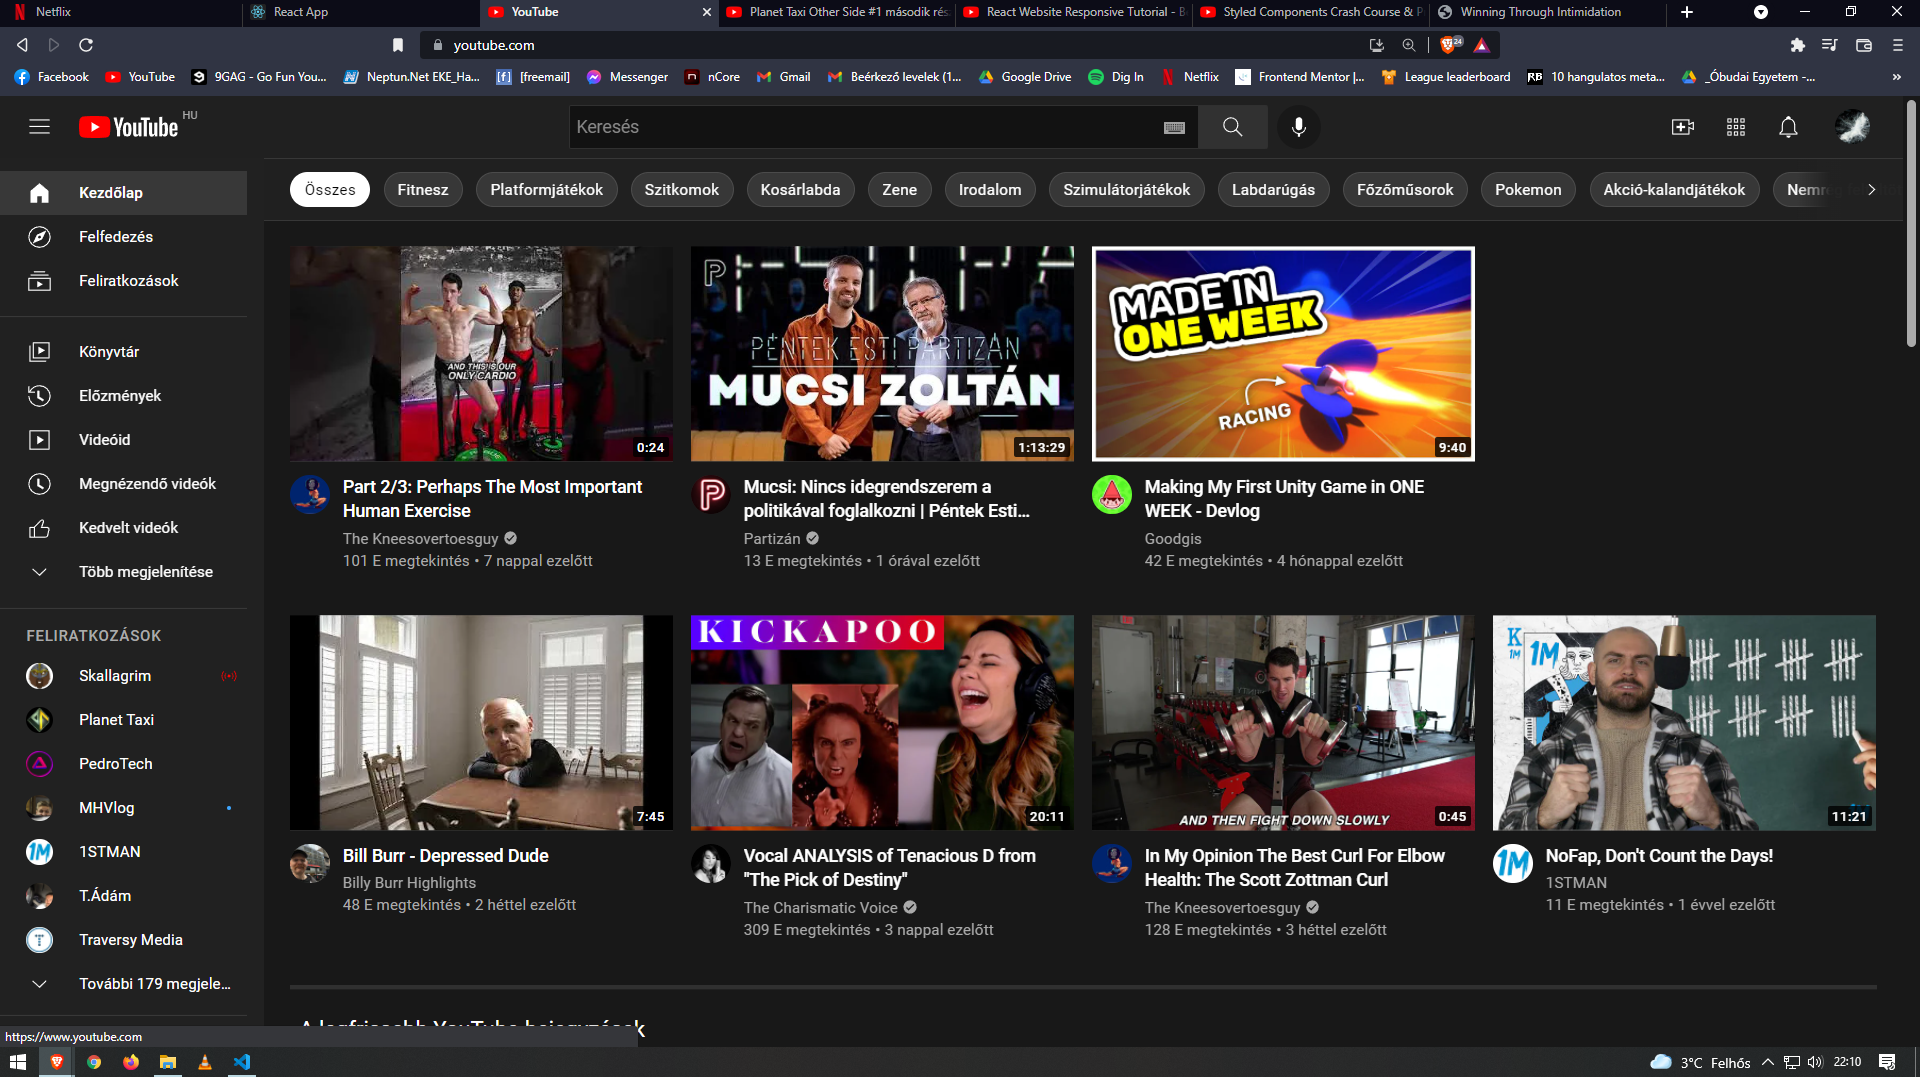 Netflix
React App
YouTube
Planet Taxi Other Side #1 második rés
React Website Responsive Tutorial - B
Styled Components Crash Course & P
Winning Through Intimidation
youtube.com
24
Facebook
YouTube
9GAG - Go Fun You...
Neptun.Net EKE_Ha...
[freemail]
Messenger
nCore
Gmail
Beérkező levelek (1...
Google Drive
Dig In
Netflix
Frontend Mentor |...
League leaderboard
RB
10 hangulatos meta...
_Óbudai Egyetem -...
»
YouTube HU
Keresés
Összes
Fitnesz
Platformjátékok
Szitkomok
Kosárlabda
Zene
Irodalom
Szimulátorjátékok
Labdarúgás
Főzőműsorok
Pokemon
Akció-kalandjátékok
Kezdőlap
Felfedezés
Feliratkozások
Könyvtár
Előzmények
Videóid
Megnézendő videók
Kedvelt videók
Több megjelenítése
FELIRATKOZÁSOK
Skallagrim
Planet Taxi
PedroTech
MHVlog
1M
1STMAN
T.Ádám
Traversy Media
További 179 megjele...
AND THIS IS OUR
ONLY CARDIO
0:24
Part 2/3: Perhaps The Most Important
Human Exercise
The Kneesovertoesguy
101 E megtekintés • 7 nappal ezelőtt
P
PÉNTEK ESTI PARTIZÁN
MUCSI ZOLTÁN
1:13:29
P
Mucsi: Nincs idegrendszerem a
politikával foglalkozni | Péntek Esti...
Partizán
13 E megtekintés • 1 órával ezelőtt
MADE IN
ONE WEEK
RACING
9:40
Making My First Unity Game in ONE
WEEK - Devlog
Goodgis
42 E megtekintés • 4 hónappal ezelőtt
7:45
Bill Burr - Depressed Dude
Billy Burr Highlights
48 E megtekintés • 2 héttel ezelőtt
KICKAPOO
20:11
Vocal ANALYSIS of Tenacious D from
"The Pick of Destiny"
The Charismatic Voice
309 E megtekintés • 3 nappal ezelőtt
AND THEN FIGHT DOWN SLOWLY
0:45
In My Opinion The Best Curl For Elbow
Health: The Scott Zottman Curl
The Kneesovertoesguy
128 E megtekintés • 3 héttel ezelőtt
K
1M
1M
11:21
1M
NoFap, Don't Count the Days!
1STMAN
11 E megtekintés • 1 évvel ezelőtt
A legfrissebb YouTube-bejegyzések
https://www.youtube.com
3°C Felhős
22:10